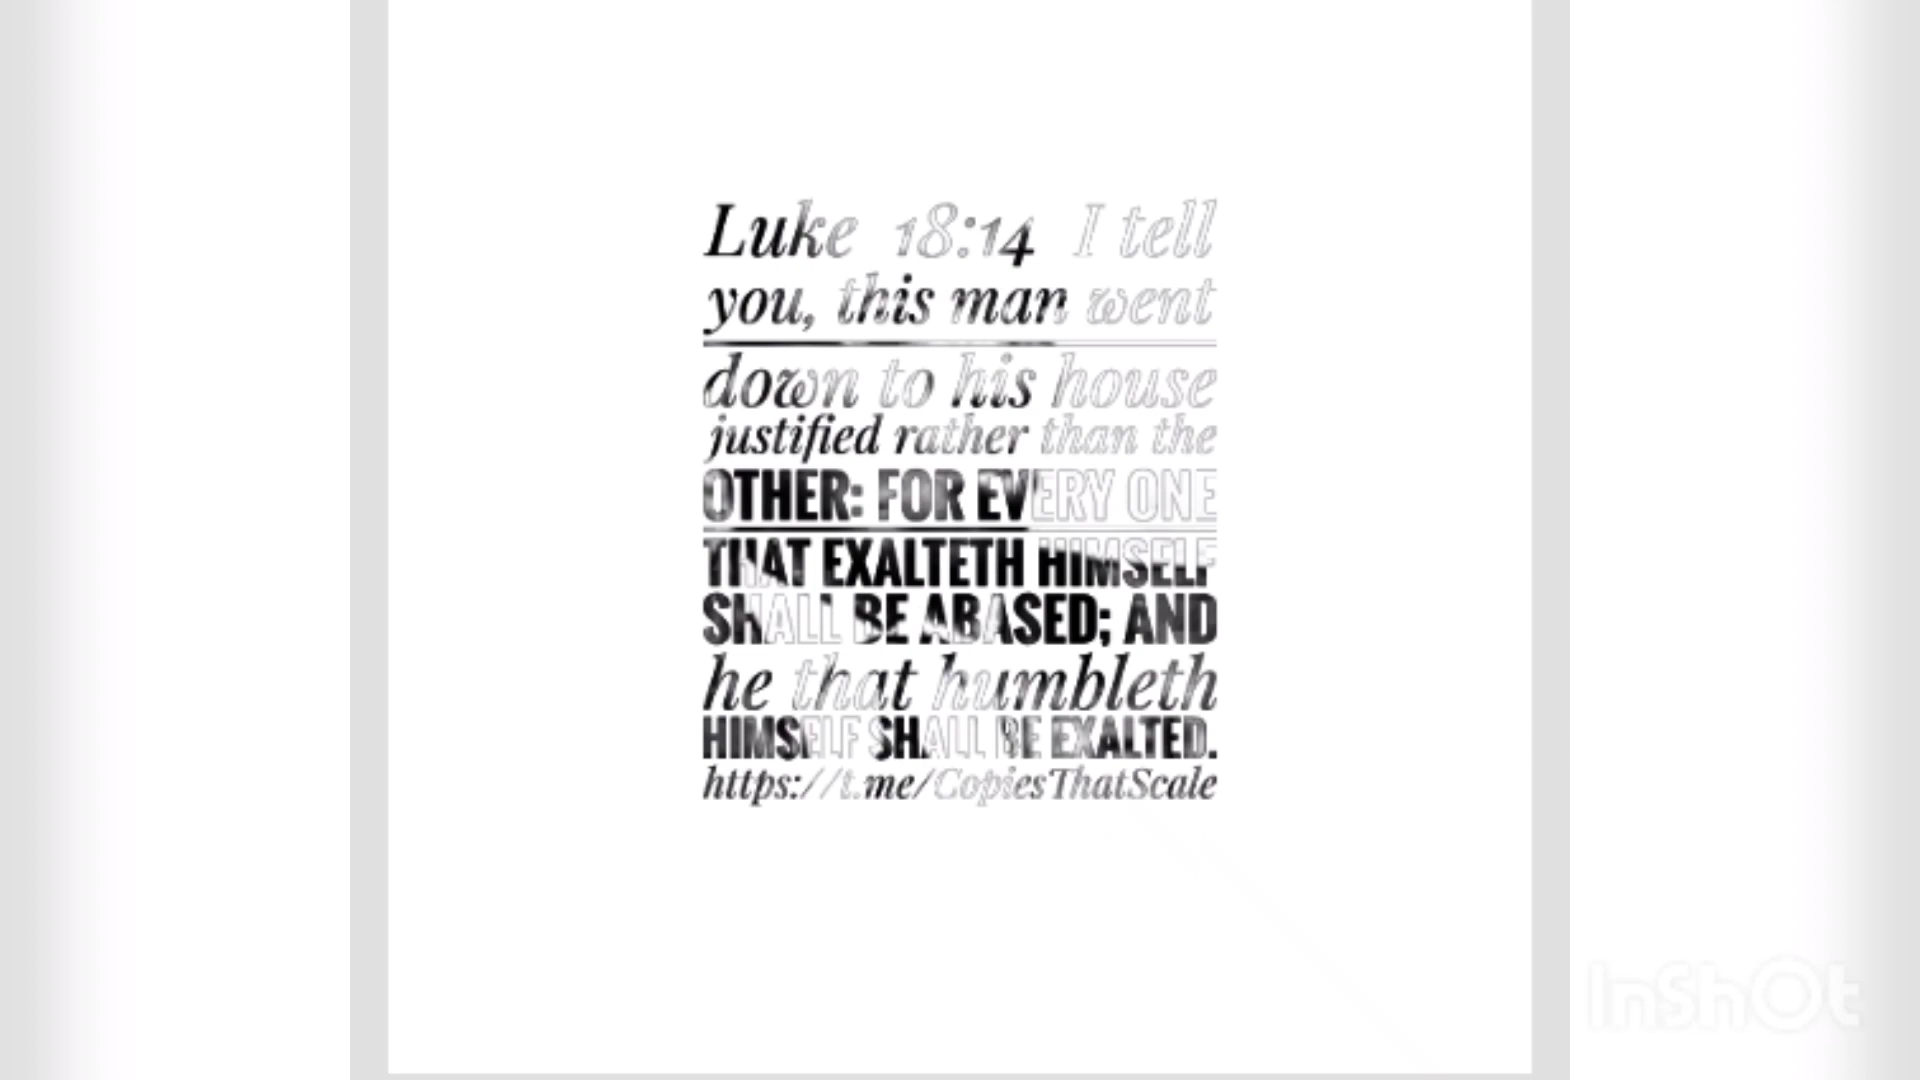 Luke 18:14 I tell
you, this man went
down to his house
justified rather than the
OTHER: FOR EVERY ONE
THAT EXALTETH HIMSELF
SHALL BE ABASED; AND
he that humbleth
HIMSELF SHALL BE EXALTED.
https://t.me/CopiesThatScale
InShOt